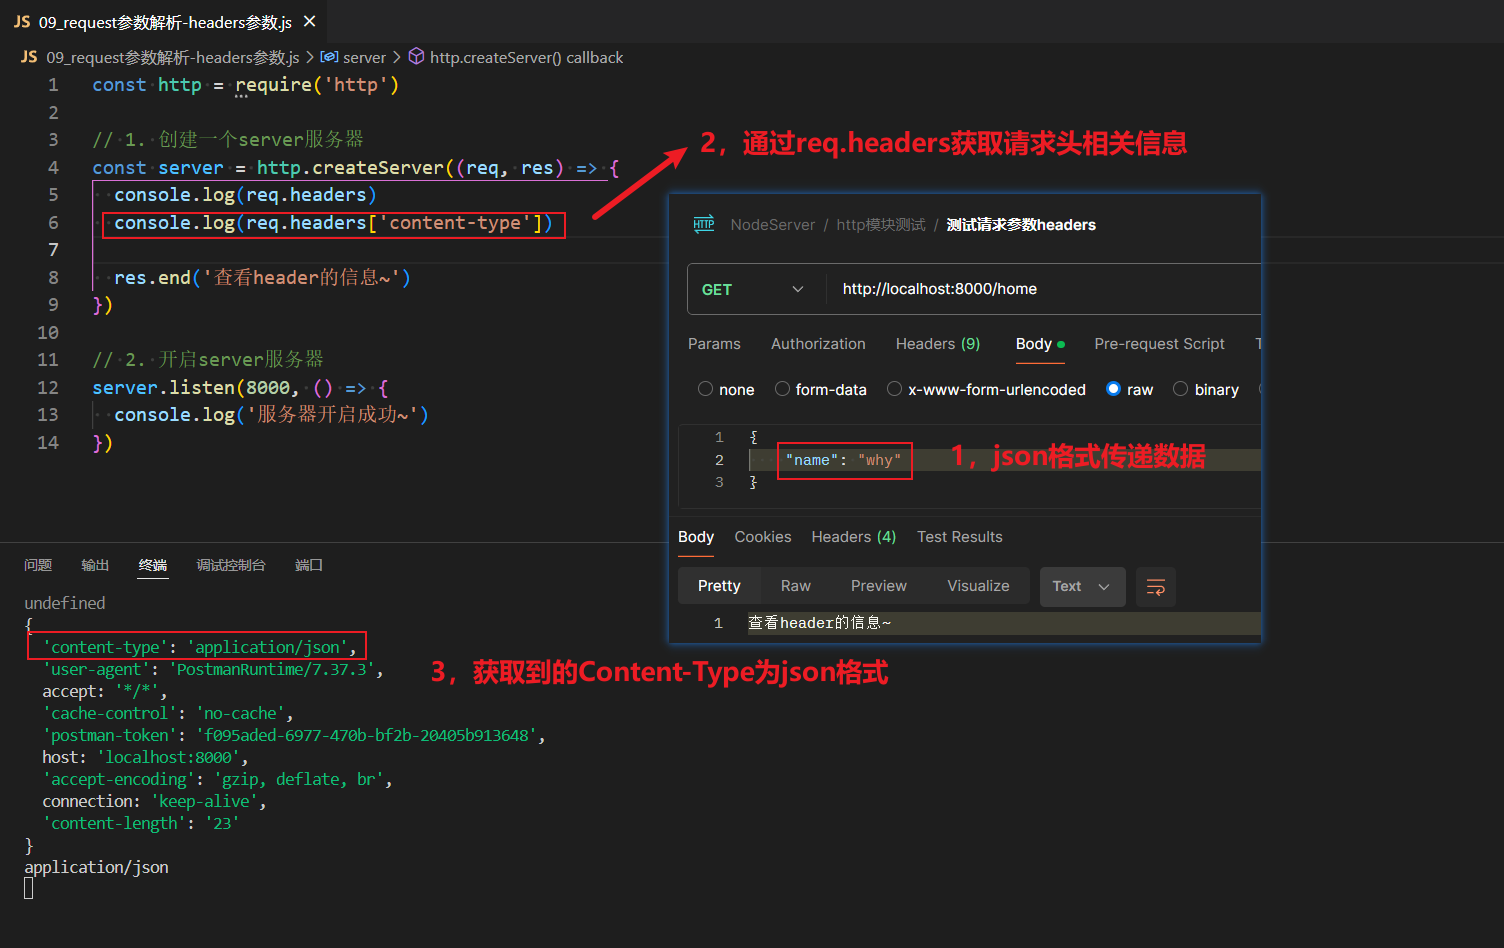 JS 09_request参数解析-headers参数.js ×
JS 09_request参数解析-headers参数.js > server > http.createServer() callback
1 const http = require('http')
2
3 // 1. 创建一个server服务器
4 const server = http.createServer((req, res) => {
5 console.log(req.headers)
6 console.log(req.headers['content-type'])
7
8 res.end('查看header的信息~')
9 })
10
11 // 2. 开启server服务器
12 server.listen(8000, () => {
13 console.log('服务器开启成功~')
14 })
2，通过req.headers获取请求头相关信息
HTTP NodeServer / http模块测试 / 测试请求参数headers
GET http://localhost:8000/home
Params Authorization Headers (9) Body Pre-request Script T
none form-data x-www-form-urlencoded raw binary
1 {
2 "name": "why"
3 }
1，json格式传递数据
Body Cookies Headers (4) Test Results
Pretty Raw Preview Visualize Text
1 查看header的信息~
问题 输出 终端 调试控制台 端口
undefined
{
'content-type': 'application/json',
'user-agent': 'PostmanRuntime/7.37.3',
accept: '*/*',
'cache-control': 'no-cache',
'postman-token': 'f095aded-6977-470b-bf2b-20405b913648',
host: 'localhost:8000',
'accept-encoding': 'gzip, deflate, br',
connection: 'keep-alive',
'content-length': '23'
}
application/json
3，获取到的Content-Type为json格式